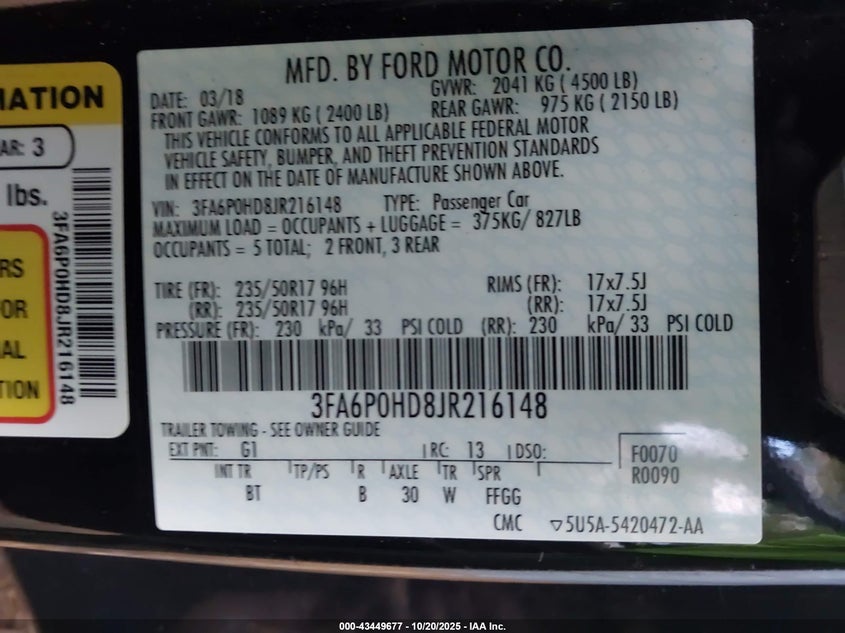 MATION
AR: 3
lbs.
RS
OR
AL
TION
3FA6P0HD8JR216148
MFD. BY FORD MOTOR CO.
DATE: 03/18 GVWR: 2041 KG ( 4500 LB)
FRONT GAWR: 1089 KG ( 2400 LB) REAR GAWR: 975 KG ( 2150 LB)
THIS VEHICLE CONFORMS TO ALL APPLICABLE FEDERAL MOTOR
VEHICLE SAFETY, BUMPER, AND THEFT PREVENTION STANDARDS
IN EFFECT ON THE DATE OF MANUFACTURE SHOWN ABOVE.
VIN: 3FA6P0HD8JR216148 TYPE: Passenger Car
MAXIMUM LOAD = OCCUPANTS + LUGGAGE = 375KG/ 827LB
OCCUPANTS = 5 TOTAL; 2 FRONT, 3 REAR
TIRE (FR): 235/50R17 96H RIMS (FR): 17x7.5J
(RR): 235/50R17 96H (RR): 17x7.5J
PRESSURE (FR): 230 kPa/ 33 PSI COLD (RR): 230 kPa/ 33 PSI COLD
3FA6P0HD8JR216148
TRAILER TOWING - SEE OWNER GUIDE
EXT PNT: G1 RC: 13 DSO: F0070
R0090
INT TR TP/PS R AXLE TR SPR
BT B 30 W FFGG
CMC ▽5U5A-5420472-AA
000-43449677 - 10/20/2025 - IAA Inc.